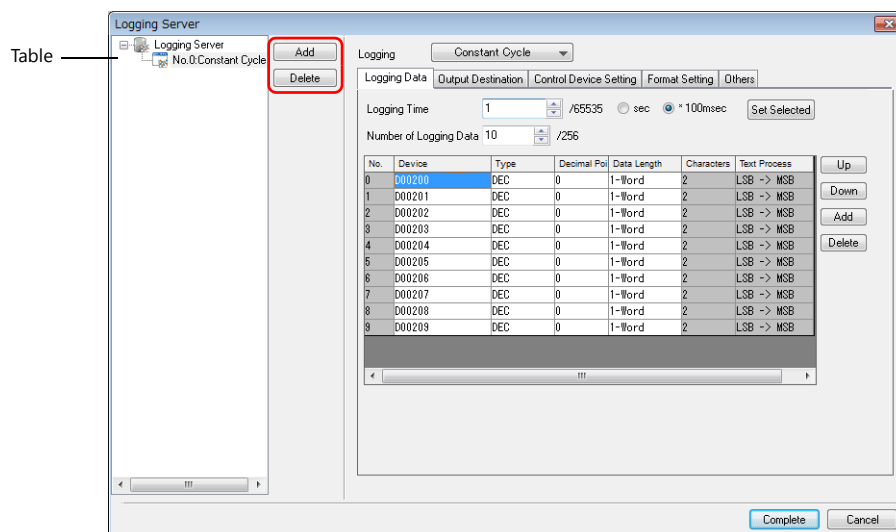 Logging Server
Table
Logging Server
No.0:Constant Cycle
Add
Delete
Logging Constant Cycle
Logging Data Output Destination Control Device Setting Format Setting Others
Logging Time 1 /65535 sec * 100msec Set Selected
Number of Logging Data 10 /256
No. Device Type Decimal Poi Data Length Characters Text Process
0 D00200 DEC 0 1-Word 2 LSB -> MSB
1 D00201 DEC 0 1-Word 2 LSB -> MSB
2 D00202 DEC 0 1-Word 2 LSB -> MSB
3 D00203 DEC 0 1-Word 2 LSB -> MSB
4 D00204 DEC 0 1-Word 2 LSB -> MSB
5 D00205 DEC 0 1-Word 2 LSB -> MSB
6 D00206 DEC 0 1-Word 2 LSB -> MSB
7 D00207 DEC 0 1-Word 2 LSB -> MSB
8 D00208 DEC 0 1-Word 2 LSB -> MSB
9 D00209 DEC 0 1-Word 2 LSB -> MSB
Up
Down
Add
Delete
Complete Cancel